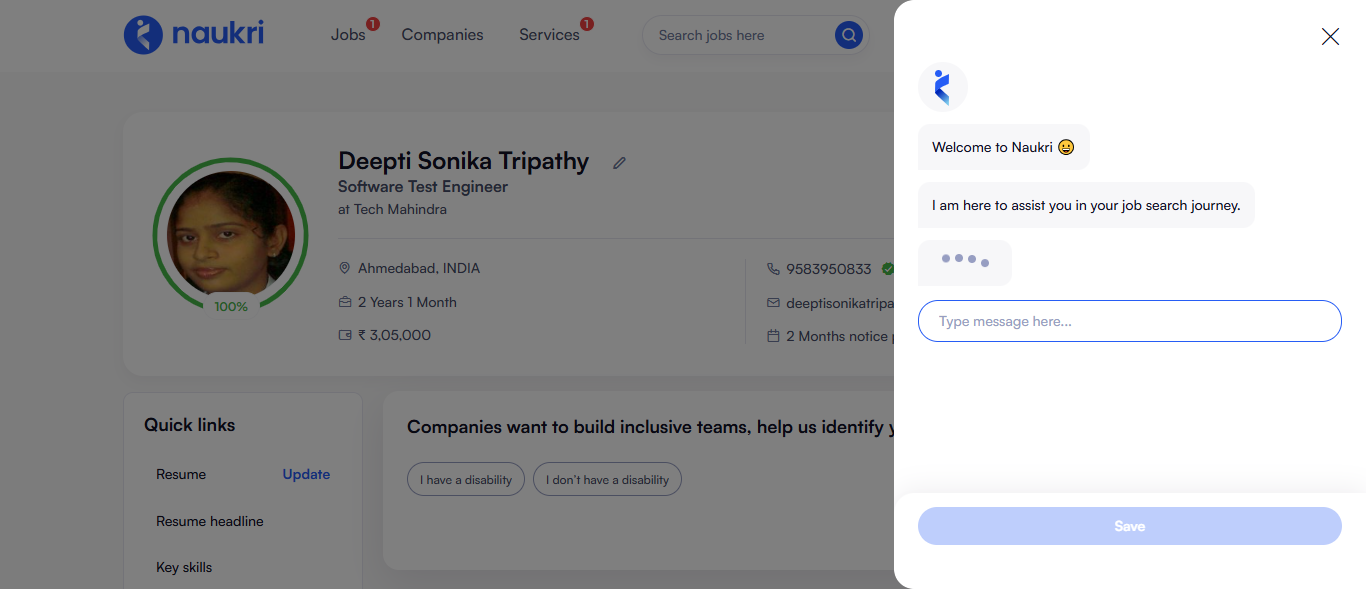 naukri
Jobs 1
Companies
Services 1
Search jobs here
Deepti Sonika Tripathy
Software Test Engineer
at Tech Mahindra
Ahmedabad, INDIA
2 Years 1 Month
₹ 3,05,000
9583950833
deeptisonikatripa
2 Months notice
100%
Quick links
Resume Update
Resume headline
Key skills
Companies want to build inclusive teams, help us identify
I have a disability
I don't have a disability
Welcome to Naukri 😀
I am here to assist you in your job search journey.
Type message here...
Save